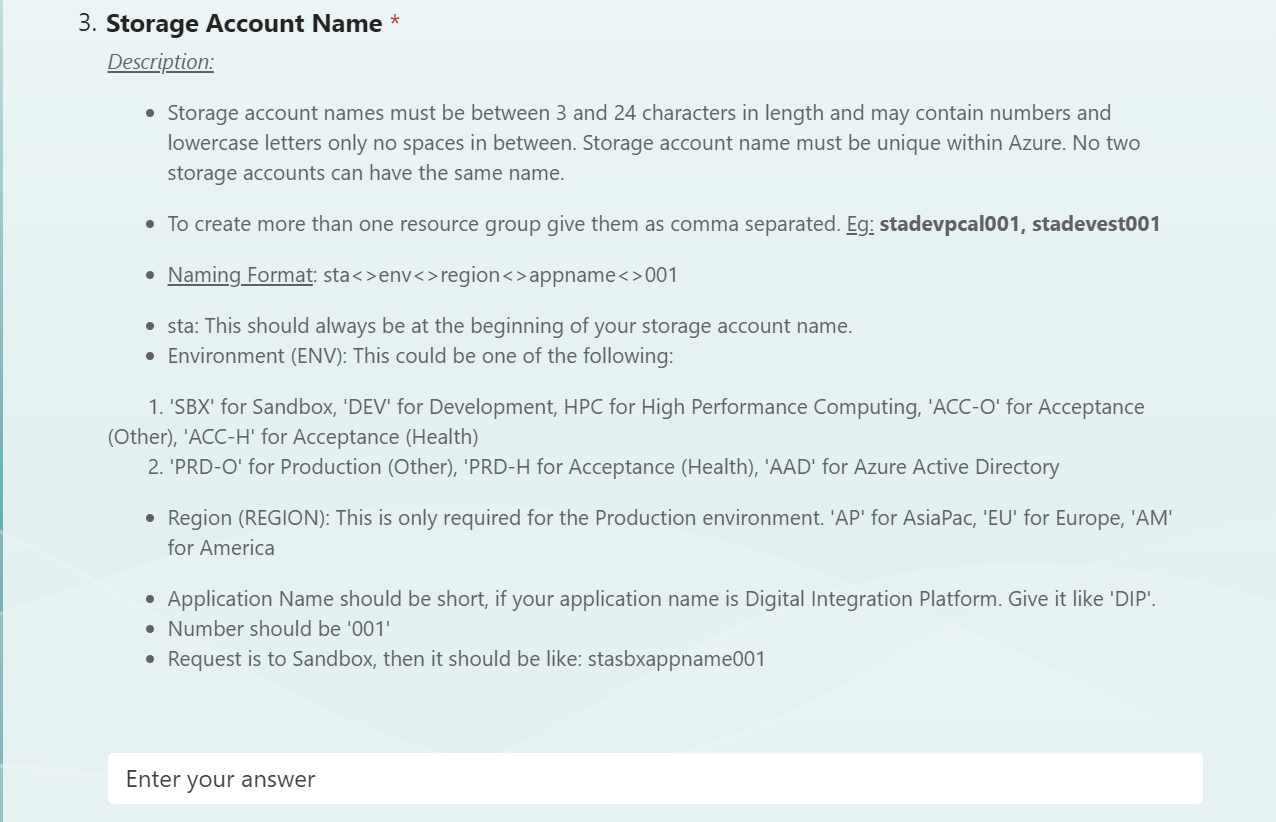 3. Storage Account Name *
Description:
• Storage account names must be between 3 and 24 characters in length and may contain numbers and
lowercase letters only no spaces in between. Storage account name must be unique within Azure. No two
storage accounts can have the same name.
• To create more than one resource group give them as comma separated. Eg: stadevpcal001, stadevest001
• Naming Format: sta<>env<>region<>appname<>001
• sta: This should always be at the beginning of your storage account name.
• Environment (ENV): This could be one of the following:
1. 'SBX' for Sandbox, 'DEV' for Development, HPC for High Performance Computing, 'ACC-O' for Acceptance
(Other), 'ACC-H' for Acceptance (Health)
2. 'PRD-O' for Production (Other), 'PRD-H for Acceptance (Health), 'AAD' for Azure Active Directory
• Region (REGION): This is only required for the Production environment. 'AP' for AsiaPac, 'EU' for Europe, 'AM'
for America
• Application Name should be short, if your application name is Digital Integration Platform. Give it like 'DIP'.
• Number should be '001'
• Request is to Sandbox, then it should be like: stasbxappname001
Enter your answer